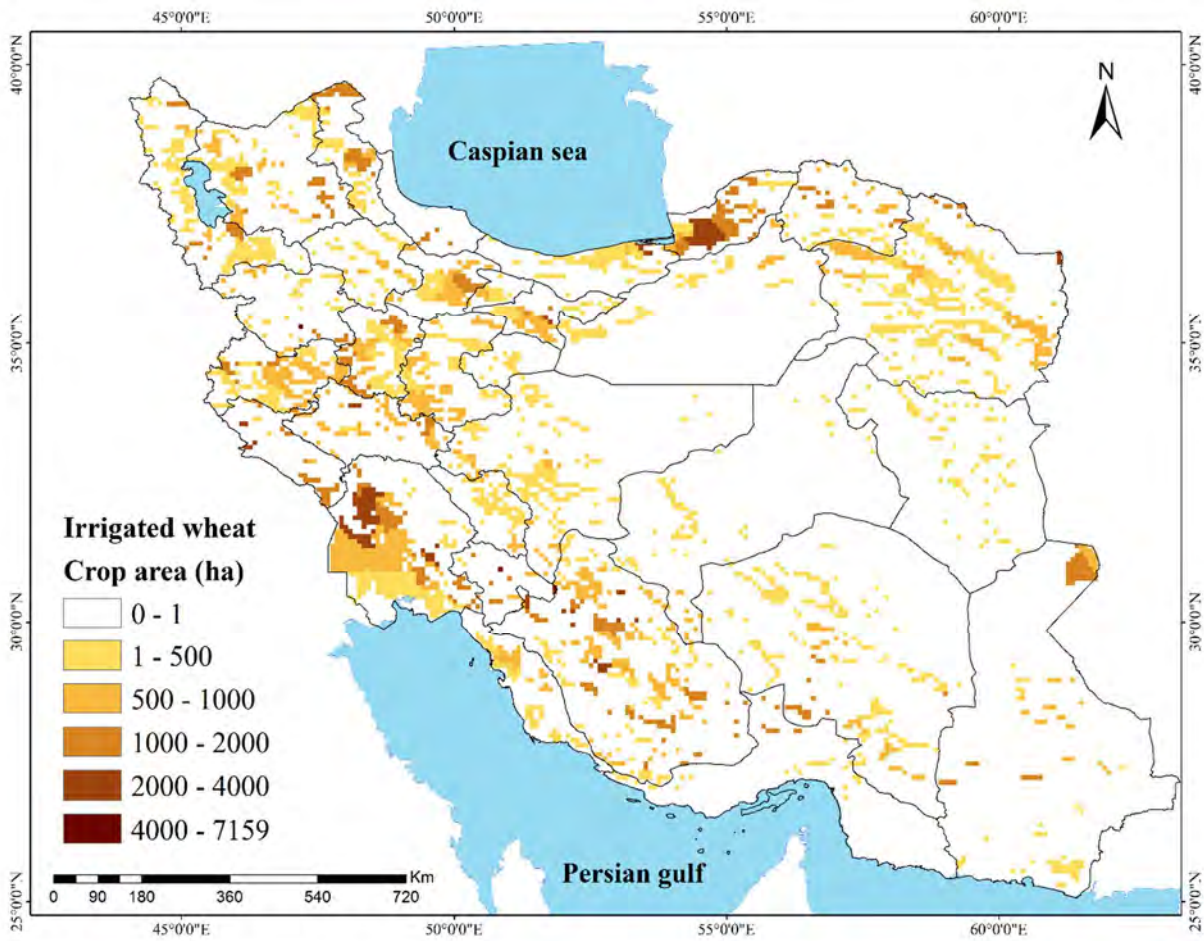 45°0'0"E 50°0'0"E 55°0'0"E 60°0'0"E
40°0'0"N 40°0'0"N
N
Caspian sea
35°0'0"N 35°0'0"N
Irrigated wheat
Crop area (ha)
0 - 1
1 - 500
30°0'0"N 30°0'0"N
500 - 1000
1000 - 2000
2000 - 4000
4000 - 7159
Persian gulf
Km
0 90 180 360 540 720
25°0'0"N 25°0'0"N
45°0'0"E 50°0'0"E 55°0'0"E 60°0'0"E